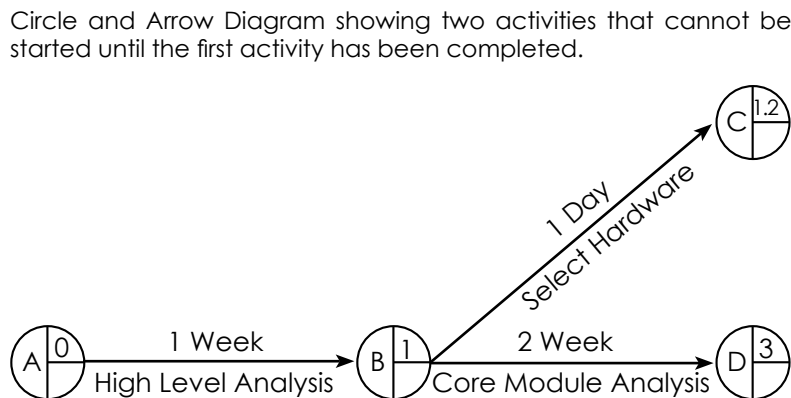 Circle and Arrow Diagram showing two activities that cannot be
started until the first activity has been completed.
C 1.2
1 Day
Select Hardware
A 0
1 Week
High Level Analysis
B 1
2 Week
Core Module Analysis
D 3